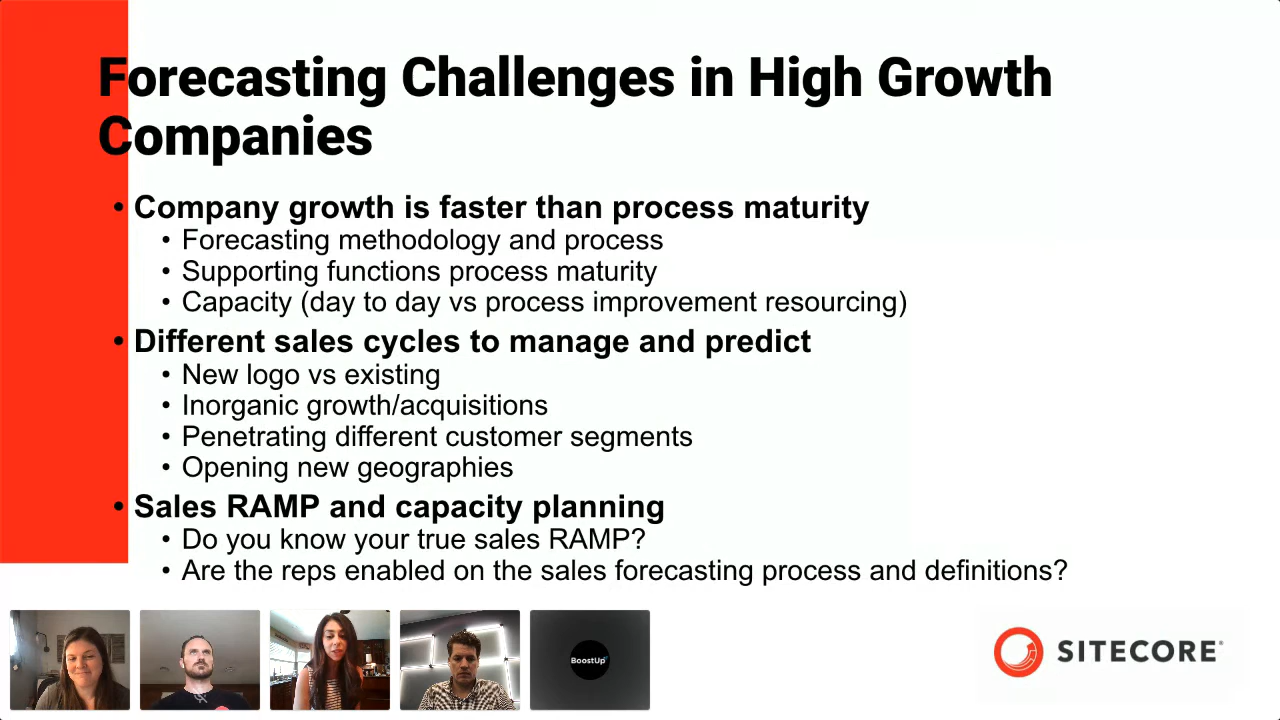 Forecasting Challenges in High Growth
Companies
• Company growth is faster than process maturity
• Forecasting methodology and process
• Supporting functions process maturity
• Capacity (day to day vs process improvement resourcing)
• Different sales cycles to manage and predict
• New logo vs existing
• Inorganic growth/acquisitions
• Penetrating different customer segments
• Opening new geographies
• Sales RAMP and capacity planning
• Do you know your true sales RAMP?
• Are the reps enabled on the sales forecasting process and definitions?
BoostUp
SITECORE